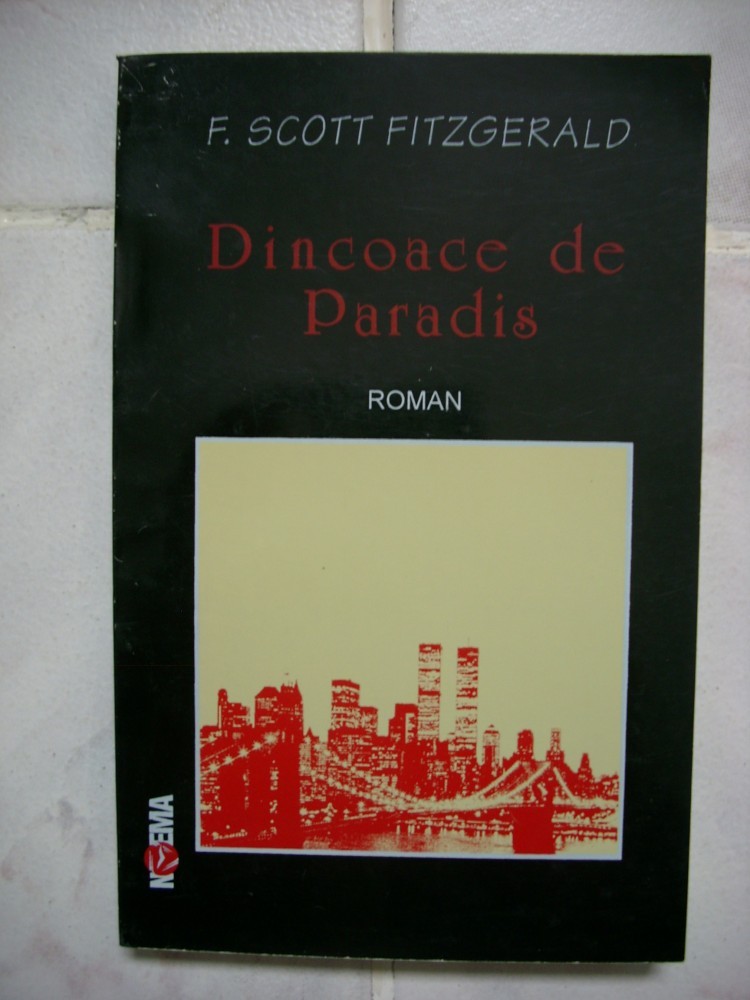 F. SCOTT FITZGERALD
Dincoace de
Paradis
ROMAN
NOEMA